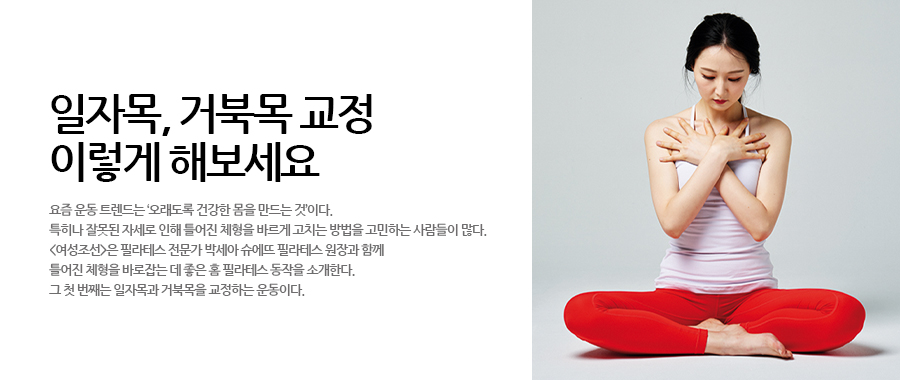 일자목, 거북목 교정
이렇게 해보세요
요즘 운동 트렌드는 ‘오래도록 건강한 몸을 만드는 것’이다.
특히나 잘못된 자세로 인해 틀어진 체형을 바르게 고치는 방법을 고민하는 사람들이 많다.
<여성조선>은 필라테스 전문가 박세아 슈에뜨 필라테스 원장과 함께
틀어진 체형을 바로잡는 데 좋은 홈 필라테스 동작을 소개한다.
그 첫 번째는 일자목과 거북목을 교정하는 운동이다.